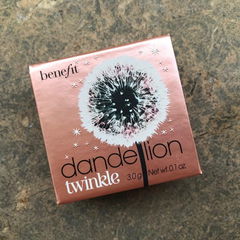 benefit
dandelion
twinkle
3.0 g Net wt. 0.1 oz.